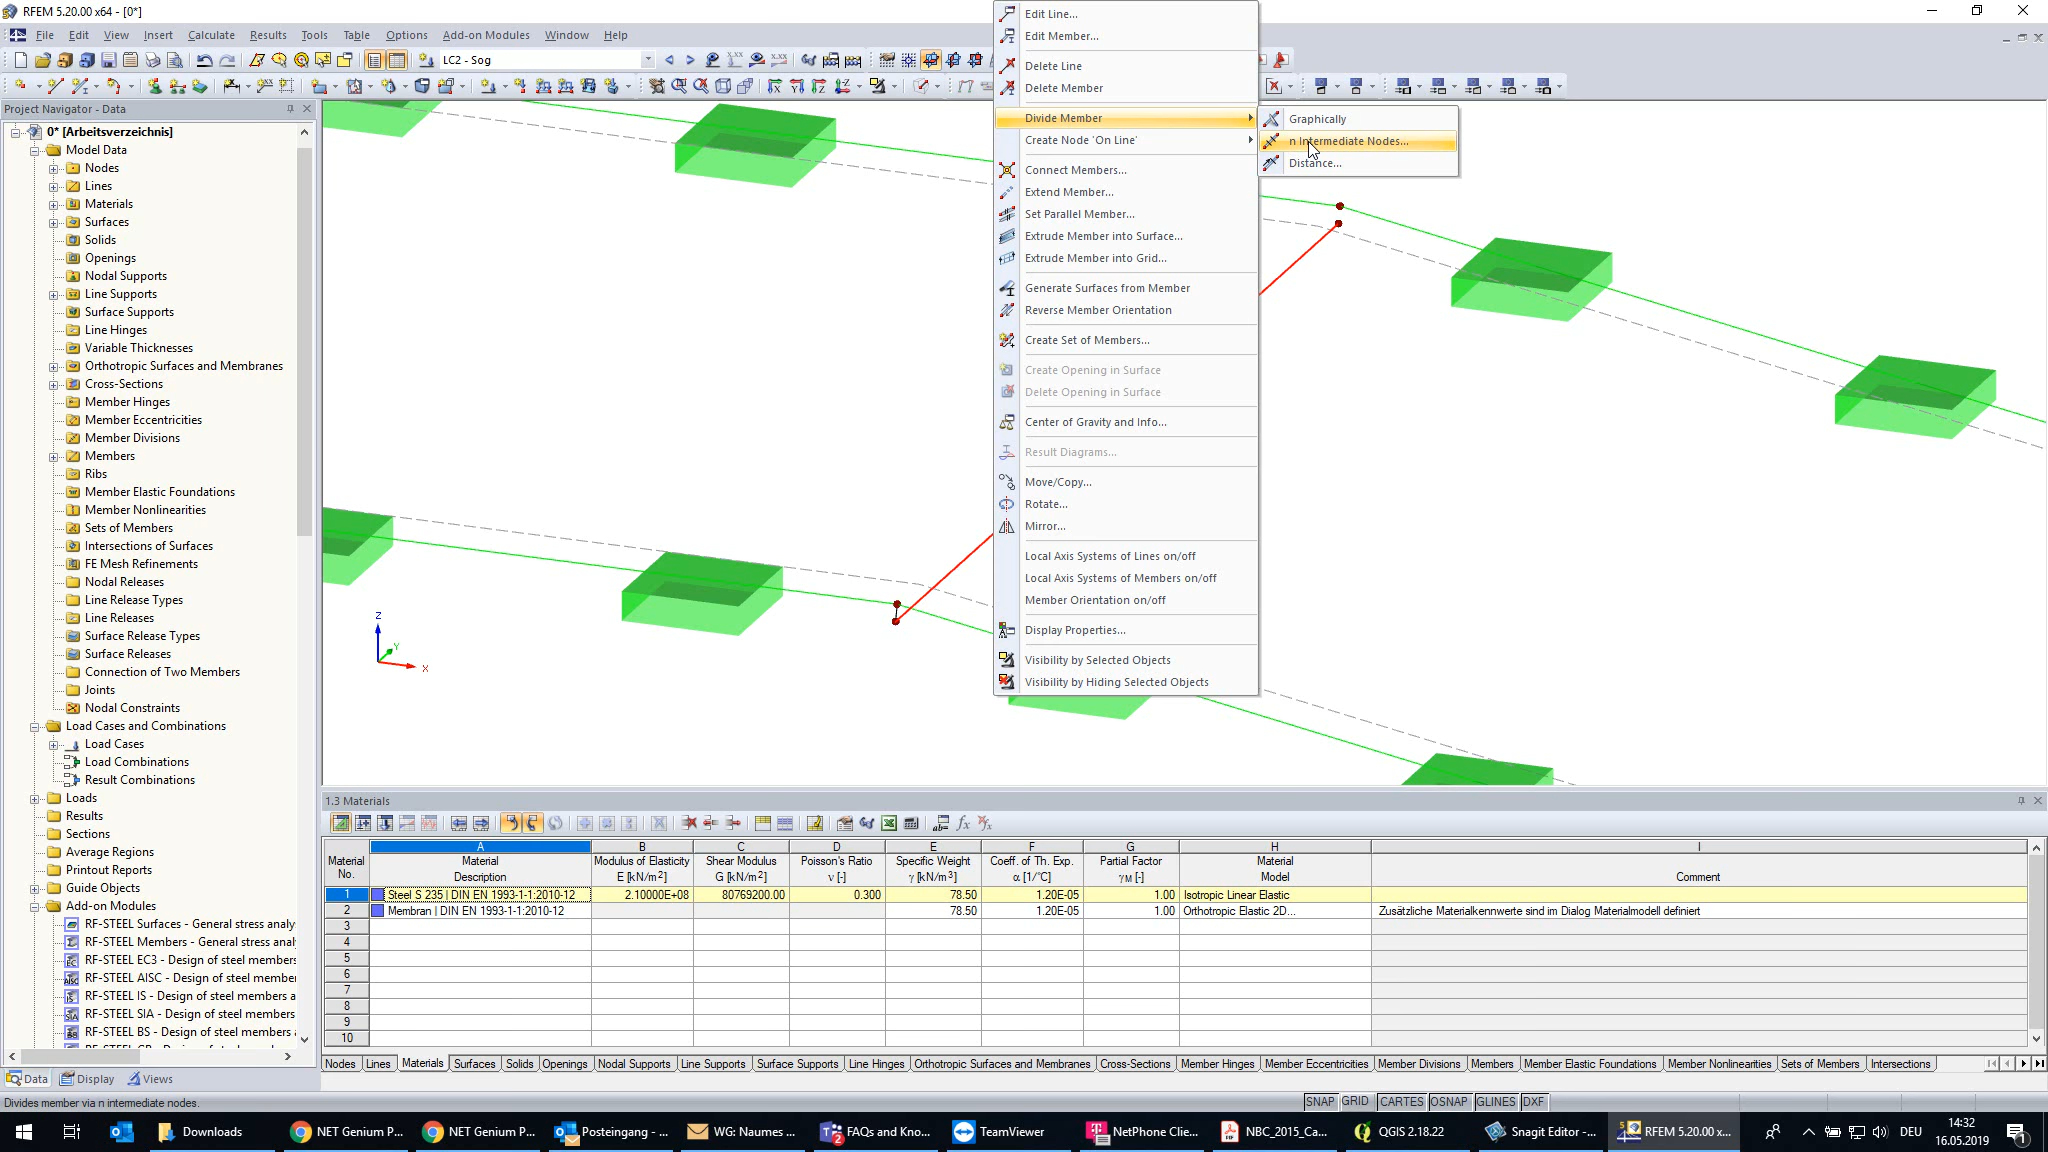 RFEM 5.20.00 x64 - [0*]
File Edit View Insert Calculate Results Tools Table Options Add-on Modules Window Help
LC2 - Sog
Project Navigator - Data
0* [Arbeitsverzeichnis]
Model Data
Nodes
Lines
Materials
Surfaces
Solids
Openings
Nodal Supports
Line Supports
Surface Supports
Line Hinges
Variable Thicknesses
Orthotropic Surfaces and Membranes
Cross-Sections
Member Hinges
Member Eccentricities
Member Divisions
Members
Ribs
Member Elastic Foundations
Member Nonlinearities
Sets of Members
Intersections of Surfaces
FE Mesh Refinements
Nodal Releases
Line Release Types
Line Releases
Surface Release Types
Surface Releases
Connection of Two Members
Joints
Nodal Constraints
Load Cases and Combinations
Load Cases
Load Combinations
Result Combinations
Loads
Results
Sections
Average Regions
Printout Reports
Guide Objects
Add-on Modules
RF-STEEL Surfaces - General stress analy
RF-STEEL Members - General stress anal
RF-STEEL EC3 - Design of steel members
RF-STEEL AISC - Design of steel member
RF-STEEL IS - Design of steel members a
RF-STEEL SIA - Design of steel members
RF-STEEL BS - Design of steel members
Data Display Views
Edit Line...
Edit Member...
Delete Line
Delete Member
Divide Member
Create Node 'On Line'
Connect Members...
Extend Member...
Set Parallel Member...
Extrude Member into Surface...
Extrude Member into Grid...
Generate Surfaces from Member
Reverse Member Orientation
Create Set of Members...
Create Opening in Surface
Delete Opening in Surface
Center of Gravity and Info...
Result Diagrams...
Move/Copy...
Rotate...
Mirror...
Local Axis Systems of Lines on/off
Local Axis Systems of Members on/off
Member Orientation on/off
Display Properties...
Visibility by Selected Objects
Visibility by Hiding Selected Objects
Graphically
n Intermediate Nodes...
Distance...
Z
Y
X
1.3 Materials
A B C D E F G H I
Material Material Modulus of Elasticity Shear Modulus Poisson's Ratio Specific Weight Coeff. of Th. Exp. Partial Factor Material
No. Description E [kN/m2] G [kN/m2] ν [-] γ [kN/m3] α [1/°C] γM [-] Model Comment
1 Steel S 235 | DIN EN 1993-1-1:2010-12 2.10000E+08 80769200.00 0.300 78.50 1.20E-05 1.00 Isotropic Linear Elastic
2 Membran | DIN EN 1993-1-1:2010-12 78.50 1.20E-05 1.00 Orthotropic Elastic 2D... Zusätzliche Materialkennwerte sind im Dialog Materialmodell definiert
3
4
5
6
7
8
9
10
Nodes Lines Materials Surfaces Solids Openings Nodal Supports Line Supports Surface Supports Line Hinges Orthotropic Surfaces and Membranes Cross-Sections Member Hinges Member Eccentricities Member Divisions Members Member Elastic Foundations Member Nonlinearities Sets of Members Intersections
Divides member via n intermediate nodes.
SNAP GRID CARTES OSNAP GLINES DXF
Downloads NET Genium P... NET Genium P... Posteingang - ... WG: Naumes ... FAQs and Kno... TeamViewer NetPhone Clie... NBC_2015_Ca... QGIS 2.18.22 Snagit Editor -... RFEM 5.20.00 x... DEU 14:32
16.05.2019